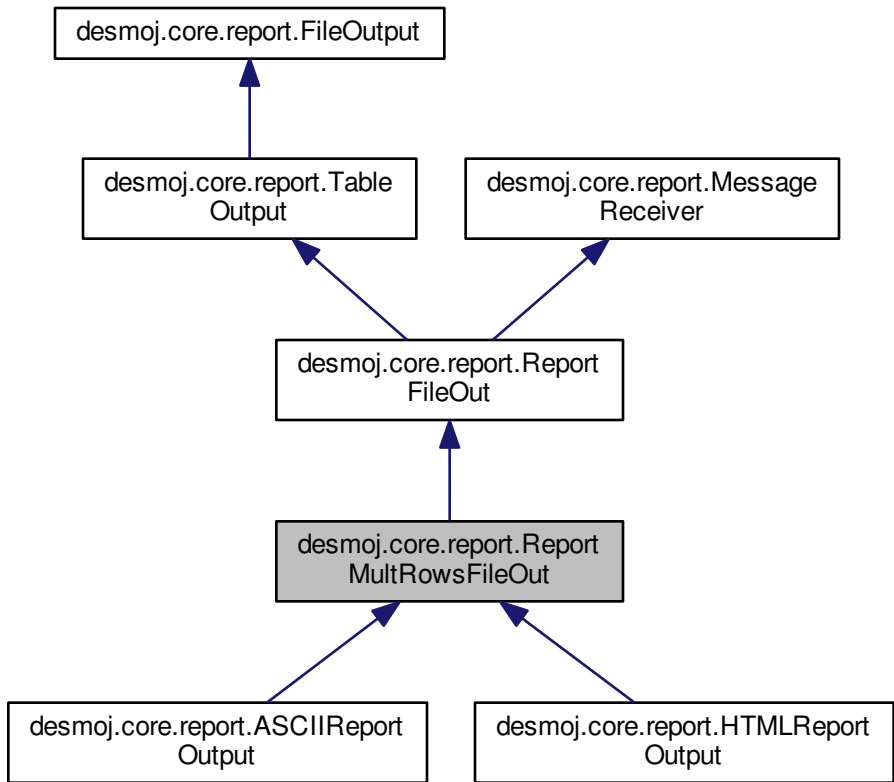 desmoj.core.report.FileOutput
desmoj.core.report.Table
Output
desmoj.core.report.Message
Receiver
desmoj.core.report.Report
FileOut
desmoj.core.report.Report
MultRowsFileOut
desmoj.core.report.ASCIIReport
Output
desmoj.core.report.HTMLReport
Output